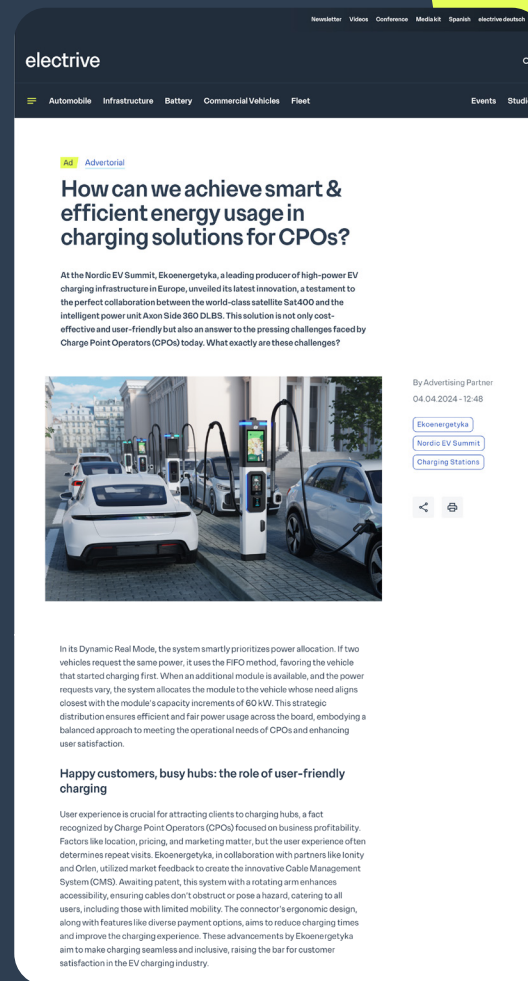 Newsletter Videos Conference Media kit Spanish electrive deutsch
electrive
Automobile Infrastructure Battery Commercial Vehicles Fleet Events Studi
Ad Advertorial
How can we achieve smart &
efficient energy usage in
charging solutions for CPOs?
At the Nordic EV Summit, Ekoenergetyka, a leading producer of high-power EV
charging infrastructure in Europe, unveiled its latest innovation, a testament to
the perfect collaboration between the world-class satellite Sat400 and the
intelligent power unit Axon Side 360 DLBS. This solution is not only cost-
effective and user-friendly but also an answer to the pressing challenges faced by
Charge Point Operators (CPOs) today. What exactly are these challenges?
By Advertising Partner
04.04.2024 - 12:48
Ekoenergetyka
Nordic EV Summit
Charging Stations
In its Dynamic Real Mode, the system smartly prioritizes power allocation. If two
vehicles request the same power, it uses the FIFO method, favoring the vehicle
that started charging first. When an additional module is available, and the power
requests vary, the system allocates the module to the vehicle whose need aligns
closest with the module's capacity increments of 60 kW. This strategic
distribution ensures efficient and fair power usage across the board, embodying a
balanced approach to meeting the operational needs of CPOs and enhancing
user satisfaction.
Happy customers, busy hubs: the role of user-friendly
charging
User experience is crucial for attracting clients to charging hubs, a fact
recognized by Charge Point Operators (CPOs) focused on business profitability.
Factors like location, pricing, and marketing matter, but the user experience often
determines repeat visits. Ekoenergetyka, in collaboration with partners like Ionity
and Orlen, utilized market feedback to create the innovative Cable Management
System (CMS). Awaiting patent, this system with a rotating arm enhances
accessibility, ensuring cables don't obstruct or pose a hazard, catering to all
users, including those with limited mobility. The connector's ergonomic design,
along with features like diverse payment options, aims to reduce charging times
and improve the charging experience. These advancements by Ekoenergetyka
aim to make charging seamless and inclusive, raising the bar for customer
satisfaction in the EV charging industry.